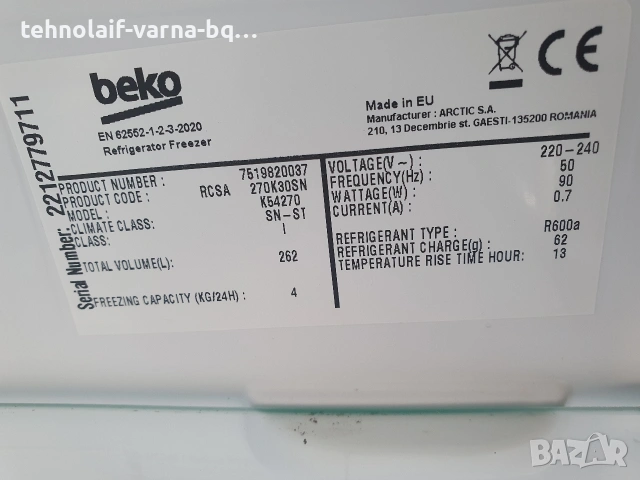 tehnolaif-varna-bg...
beko
EN 62552-1-2-3-2020
Refrigerator Freezer
CE
Made in EU
Manufacturer : ARCTIC S.A.
210, 13 Decembrie st. GAESTI-135200 ROMANIA
Serial Number: 2212779711
PRODUCT NUMBER : 7519820037
PRODUCT CODE : RCSA 270K30SN
MODEL : K54270
CLIMATE CLASS: SN-ST
CLASS: I
TOTAL VOLUME(L): 262
FREEZING CAPACITY (KG/24H) : 4
VOLTAGE(V ~) : 220-240
FREQUENCY(Hz) : 50
WATTAGE(W) : 90
CURRENT(A) : 0.7
REFRIGERANT TYPE : R600a
REFRIGERANT CHARGE(g) : 62
TEMPERATURE RISE TIME HOUR: 13
BAZAR